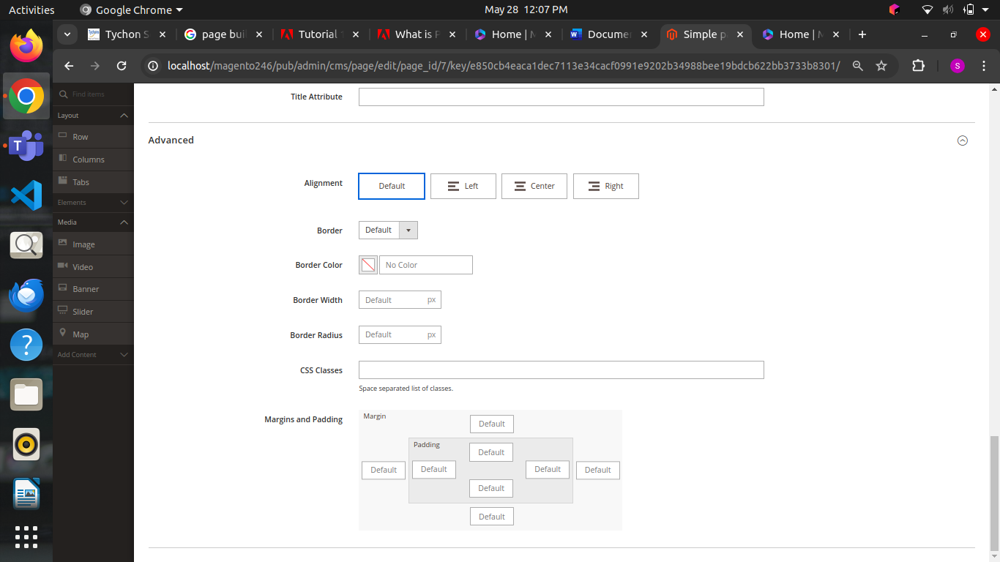 Activities
Google Chrome
May 28 12:07 PM
Tychon S
page buil
Tutorial
What is P
Home | M
Documen
Simple p
Home | M
localhost/magento246/pub/admin/cms/page/edit/page_id/7/key/e850cb4eaca1dec7113e34cacf0991e9202b34988bee19bdcb622bb3733b8301/
S
Find items
Layout
Row
Columns
Tabs
Elements
Media
Image
Video
Banner
Slider
Map
Add Content
Title Attribute
Advanced
Alignment
Default
Left
Center
Right
Border
Default
Border Color
No Color
Border Width
Default px
Border Radius
Default px
CSS Classes
Space separated list of classes.
Margins and Padding
Margin
Default
Padding
Default
Default
Default
Default
Default
Default
Default